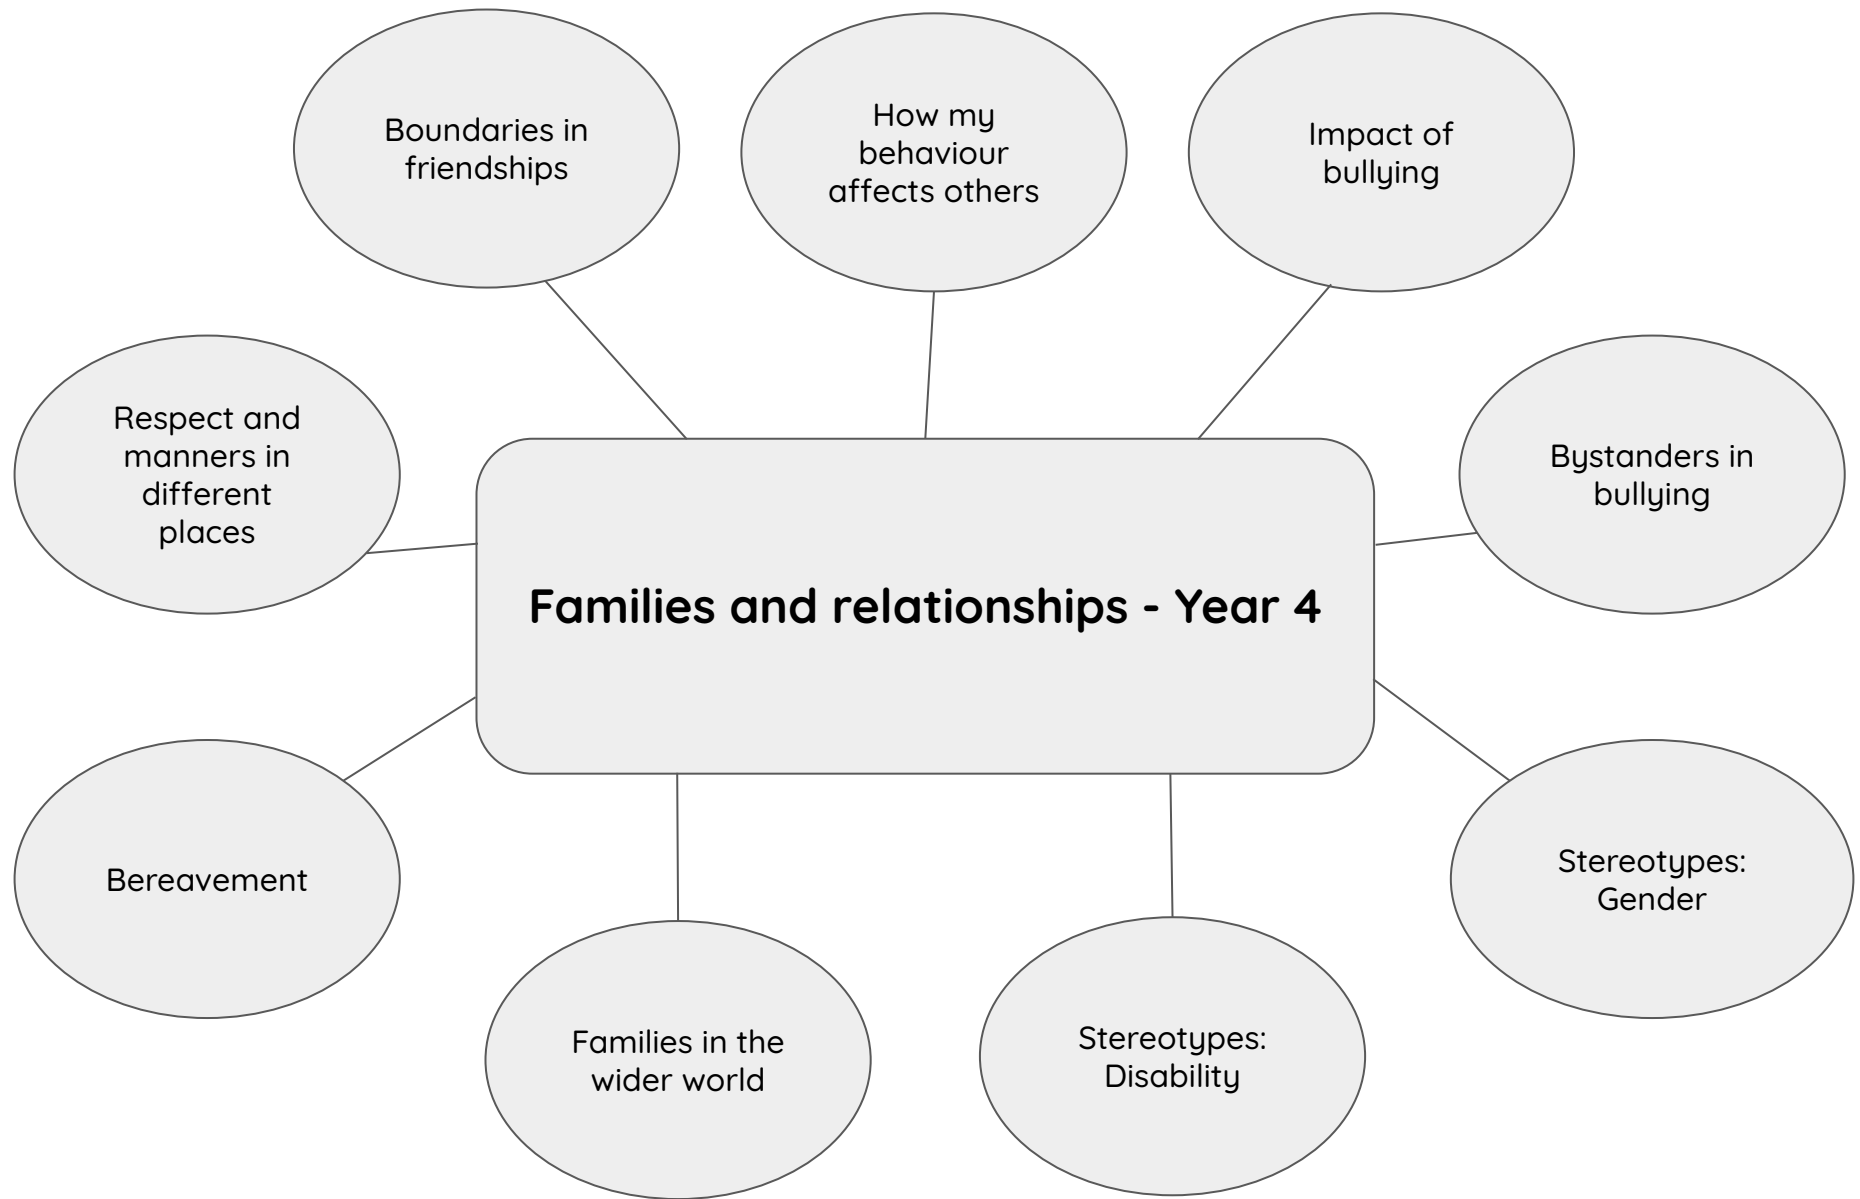 Boundaries in
friendships
How my
behaviour
affects others
Impact of
bullying
Respect and
manners in
different
places
Bystanders in
bullying
Families and relationships - Year 4
Bereavement
Stereotypes:
Gender
Families in the
wider world
Stereotypes:
Disability